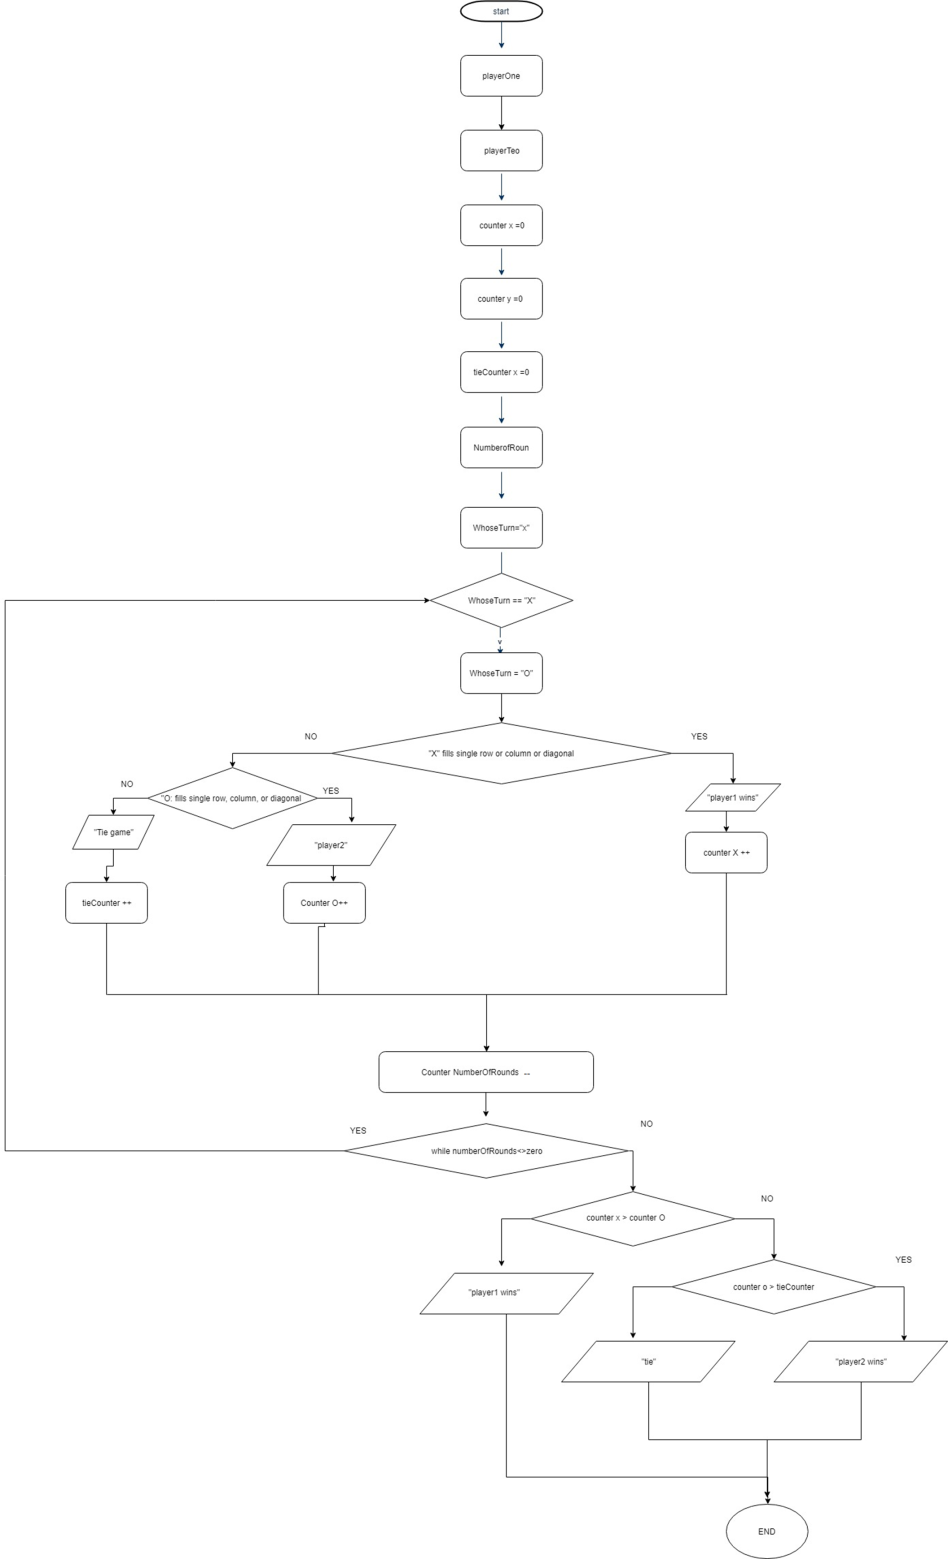 start
playerOne
playerTeo
counter x =0
counter y =0
tieCounter x =0
NumberofRoun
WhoseTurn="x"
WhoseTurn == "X"
v
WhoseTurn = "O"
NO
YES
"X" fills single row or column or diagonal
NO
"O: fills single row, column, or diagonal
YES
"player1 wins"
"Tie game"
"player2"
counter X ++
tieCounter ++
Counter O++
Counter NumberOfRounds --
YES
NO
while numberOfRounds<>zero
NO
counter x > counter O
YES
counter o > tieCounter
"player1 wins"
"tie"
"player2 wins"
END